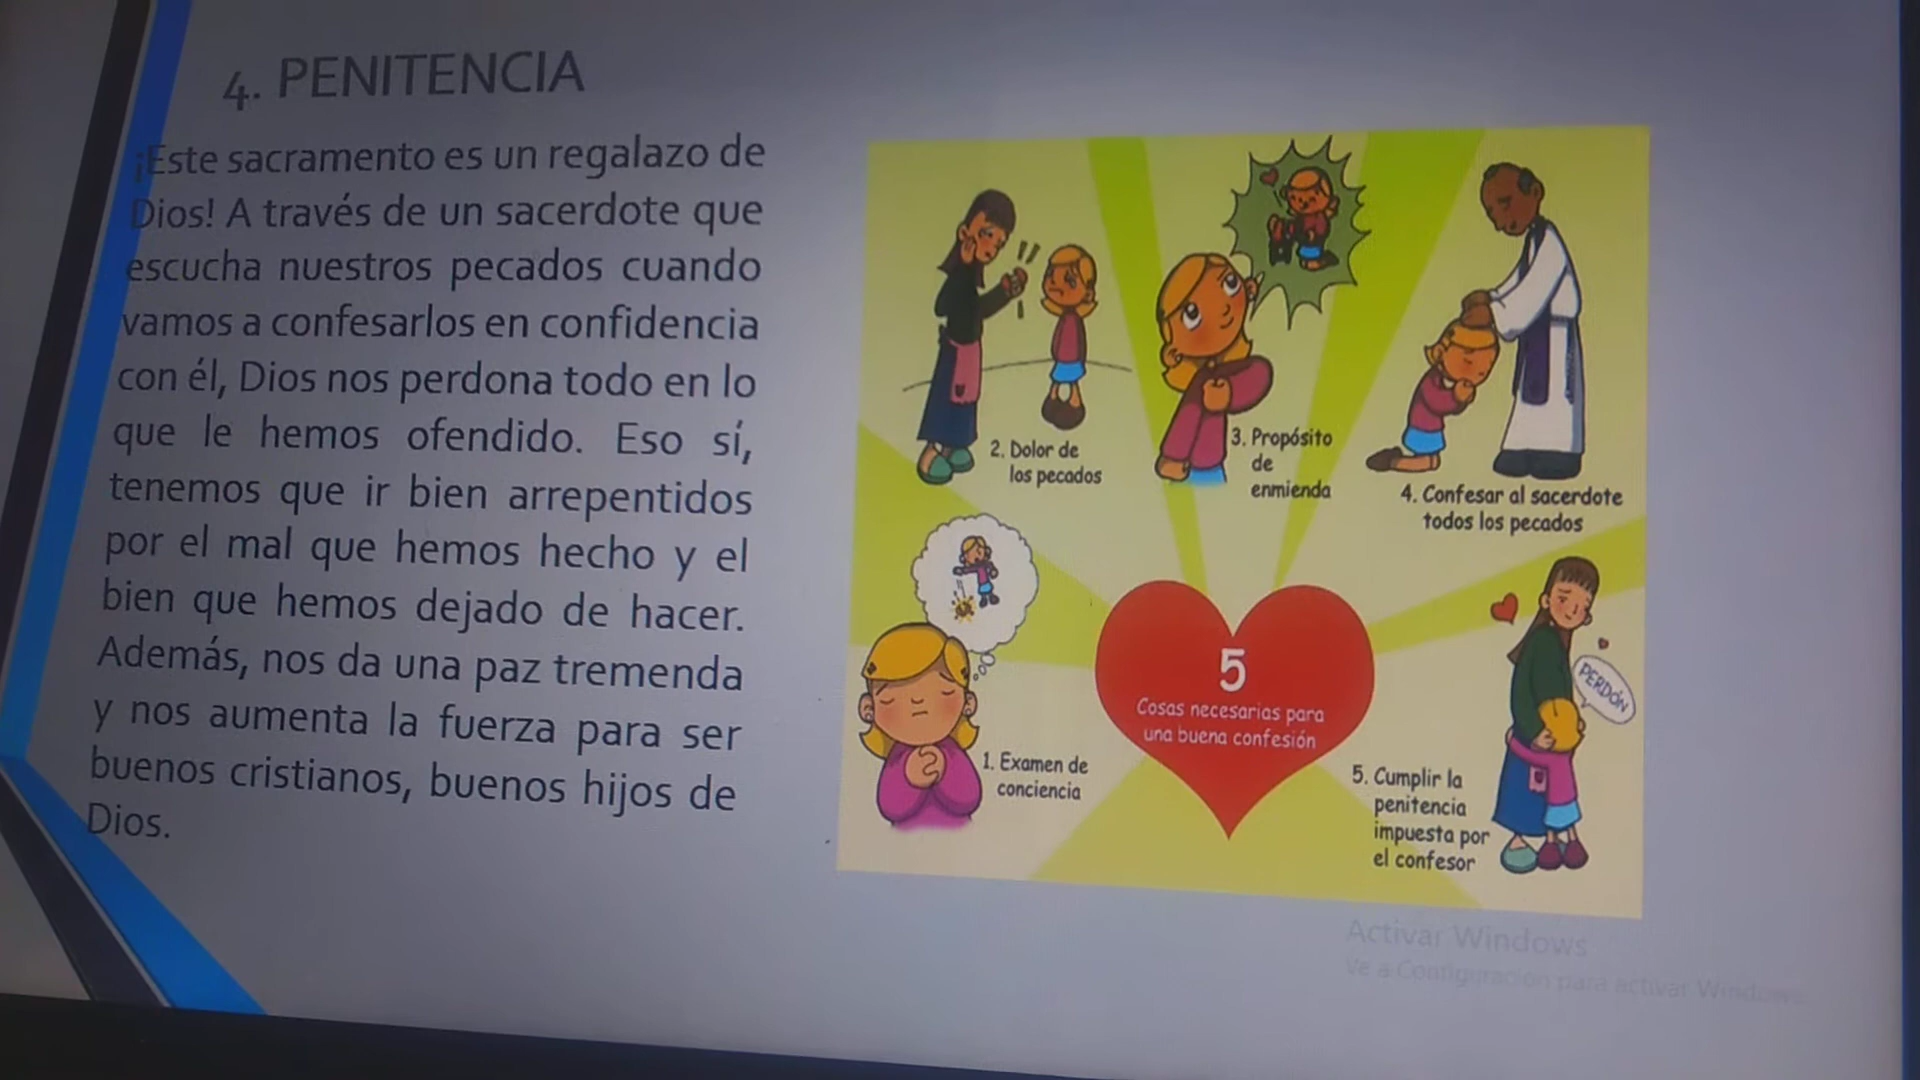 4. PENITENCIA
¡Este sacramento es un regalazo de
Dios! A través de un sacerdote que
escucha nuestros pecados cuando
vamos a confesarlos en confidencia
con él, Dios nos perdona todo en lo
que le hemos ofendido. Eso sí,
tenemos que ir bien arrepentidos
por el mal que hemos hecho y el
bien que hemos dejado de hacer.
Además, nos da una paz tremenda
y nos aumenta la fuerza para ser
buenos cristianos, buenos hijos de
Dios.
2. Dolor de
los pecados
3. Propósito
de
enmienda
4. Confesar al sacerdote
todos los pecados
5
Cosas necesarias para
una buena confesión
1. Examen de
conciencia
PERDÓN
5. Cumplir la
penitencia
impuesta por
el confesor
Activar Windows
Ve a Configuración para activar Windows.